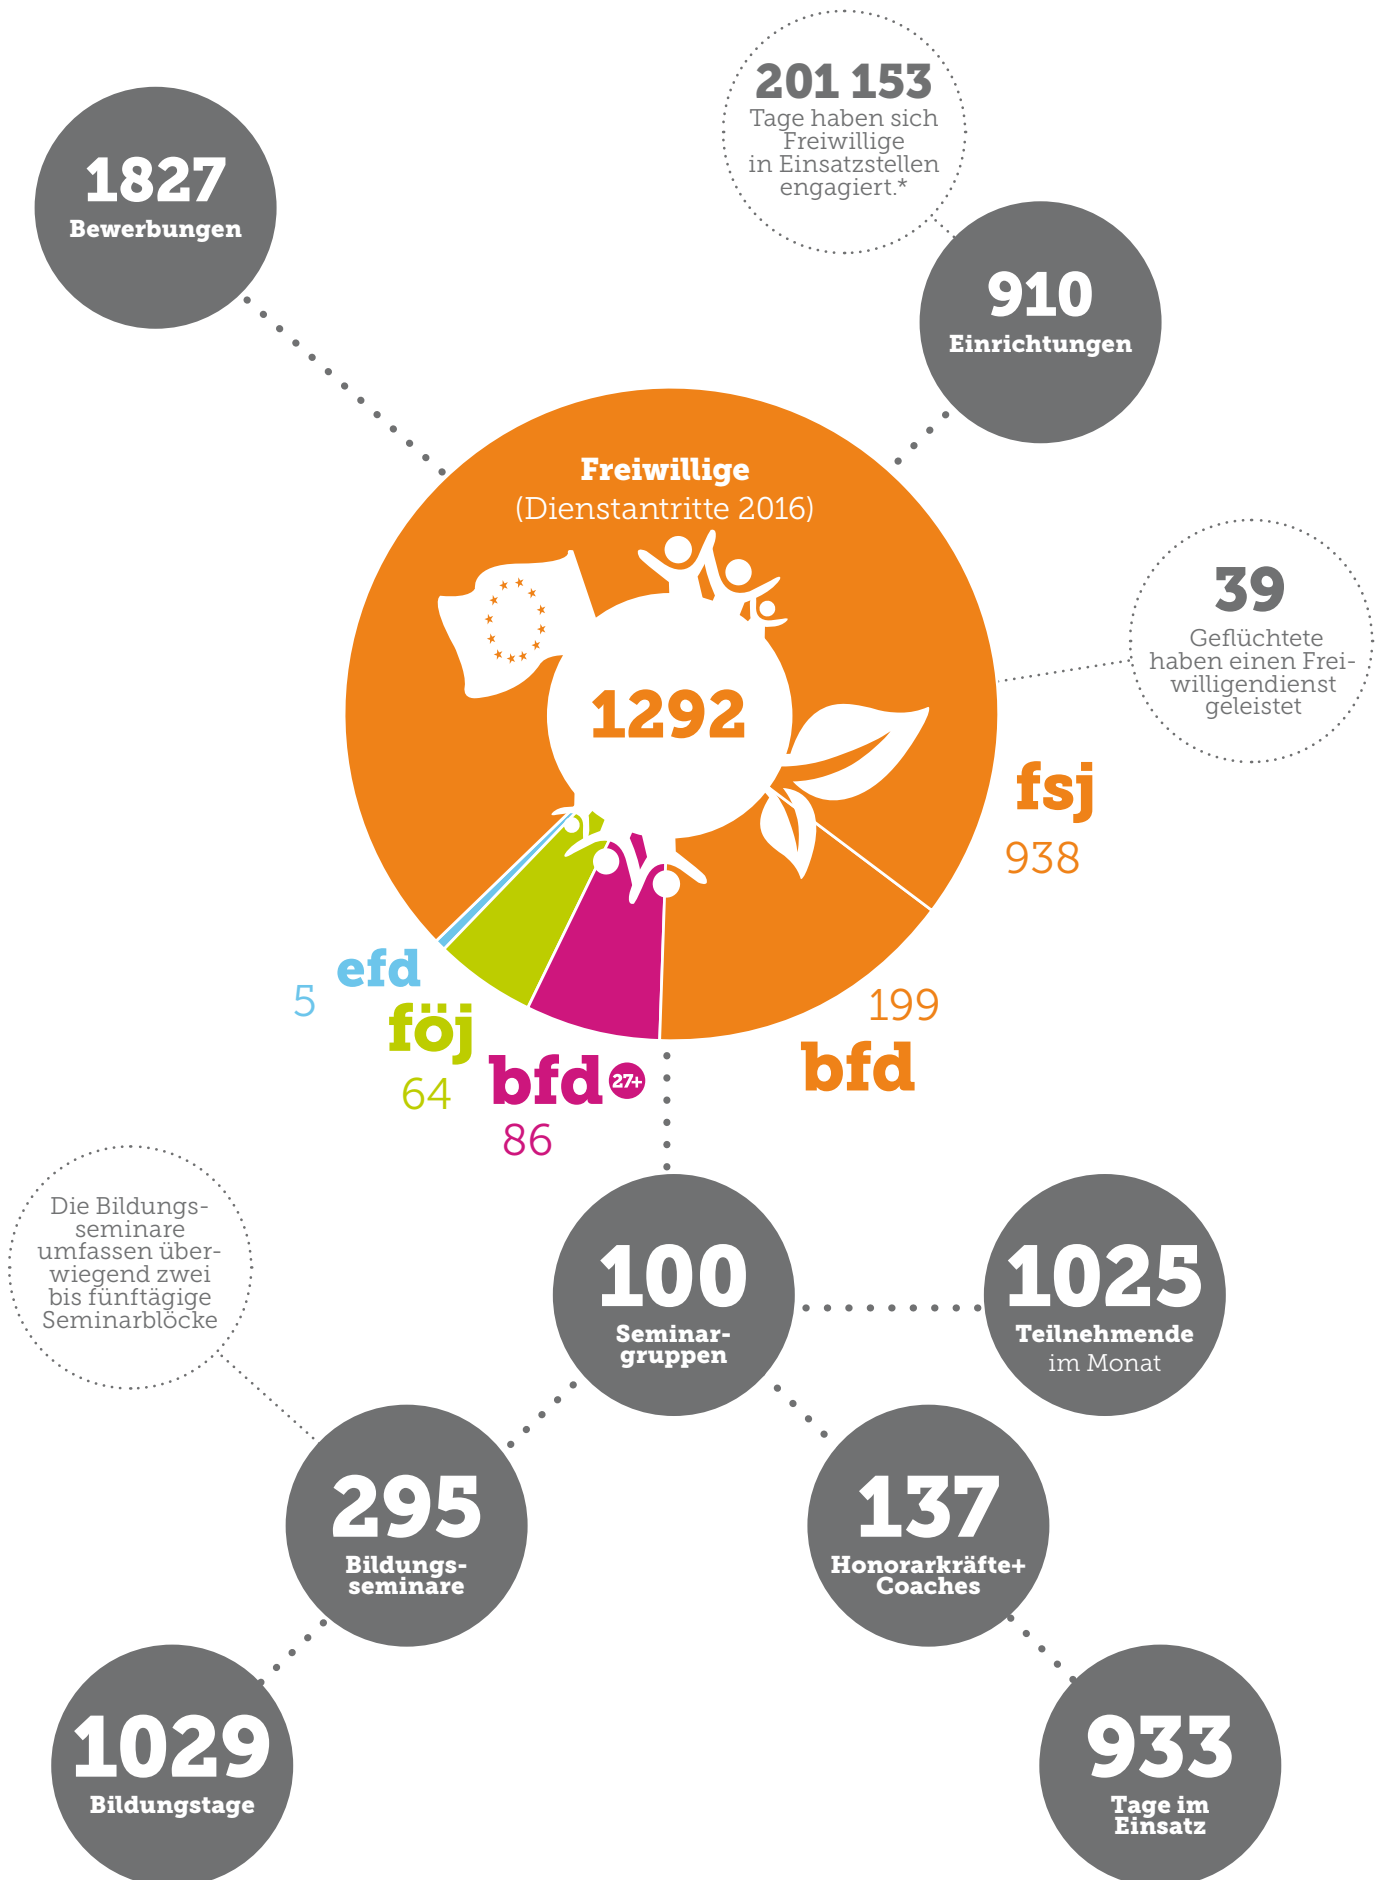 201 153
Tage haben sich
Freiwillige
in Einsatzstellen
engagiert.*
1827
Bewerbungen
910
Einrichtungen
Freiwillige
(Dienstantritte 2016)
39
Geflüchtete
haben einen Frei-
willigendienst
geleistet
1292
fsj
938
efd
5
199
föj
bfd
bfd 27+
64
86
Die Bildungs-
seminare
umfassen über-
wiegend zwei
bis fünftägige
Seminarblöcke
100
Seminar-
gruppen
1025
Teilnehmende
im Monat
295
Bildungs-
seminare
137
Honorarkräfte+
Coaches
1029
Bildungstage
933
Tage im
Einsatz